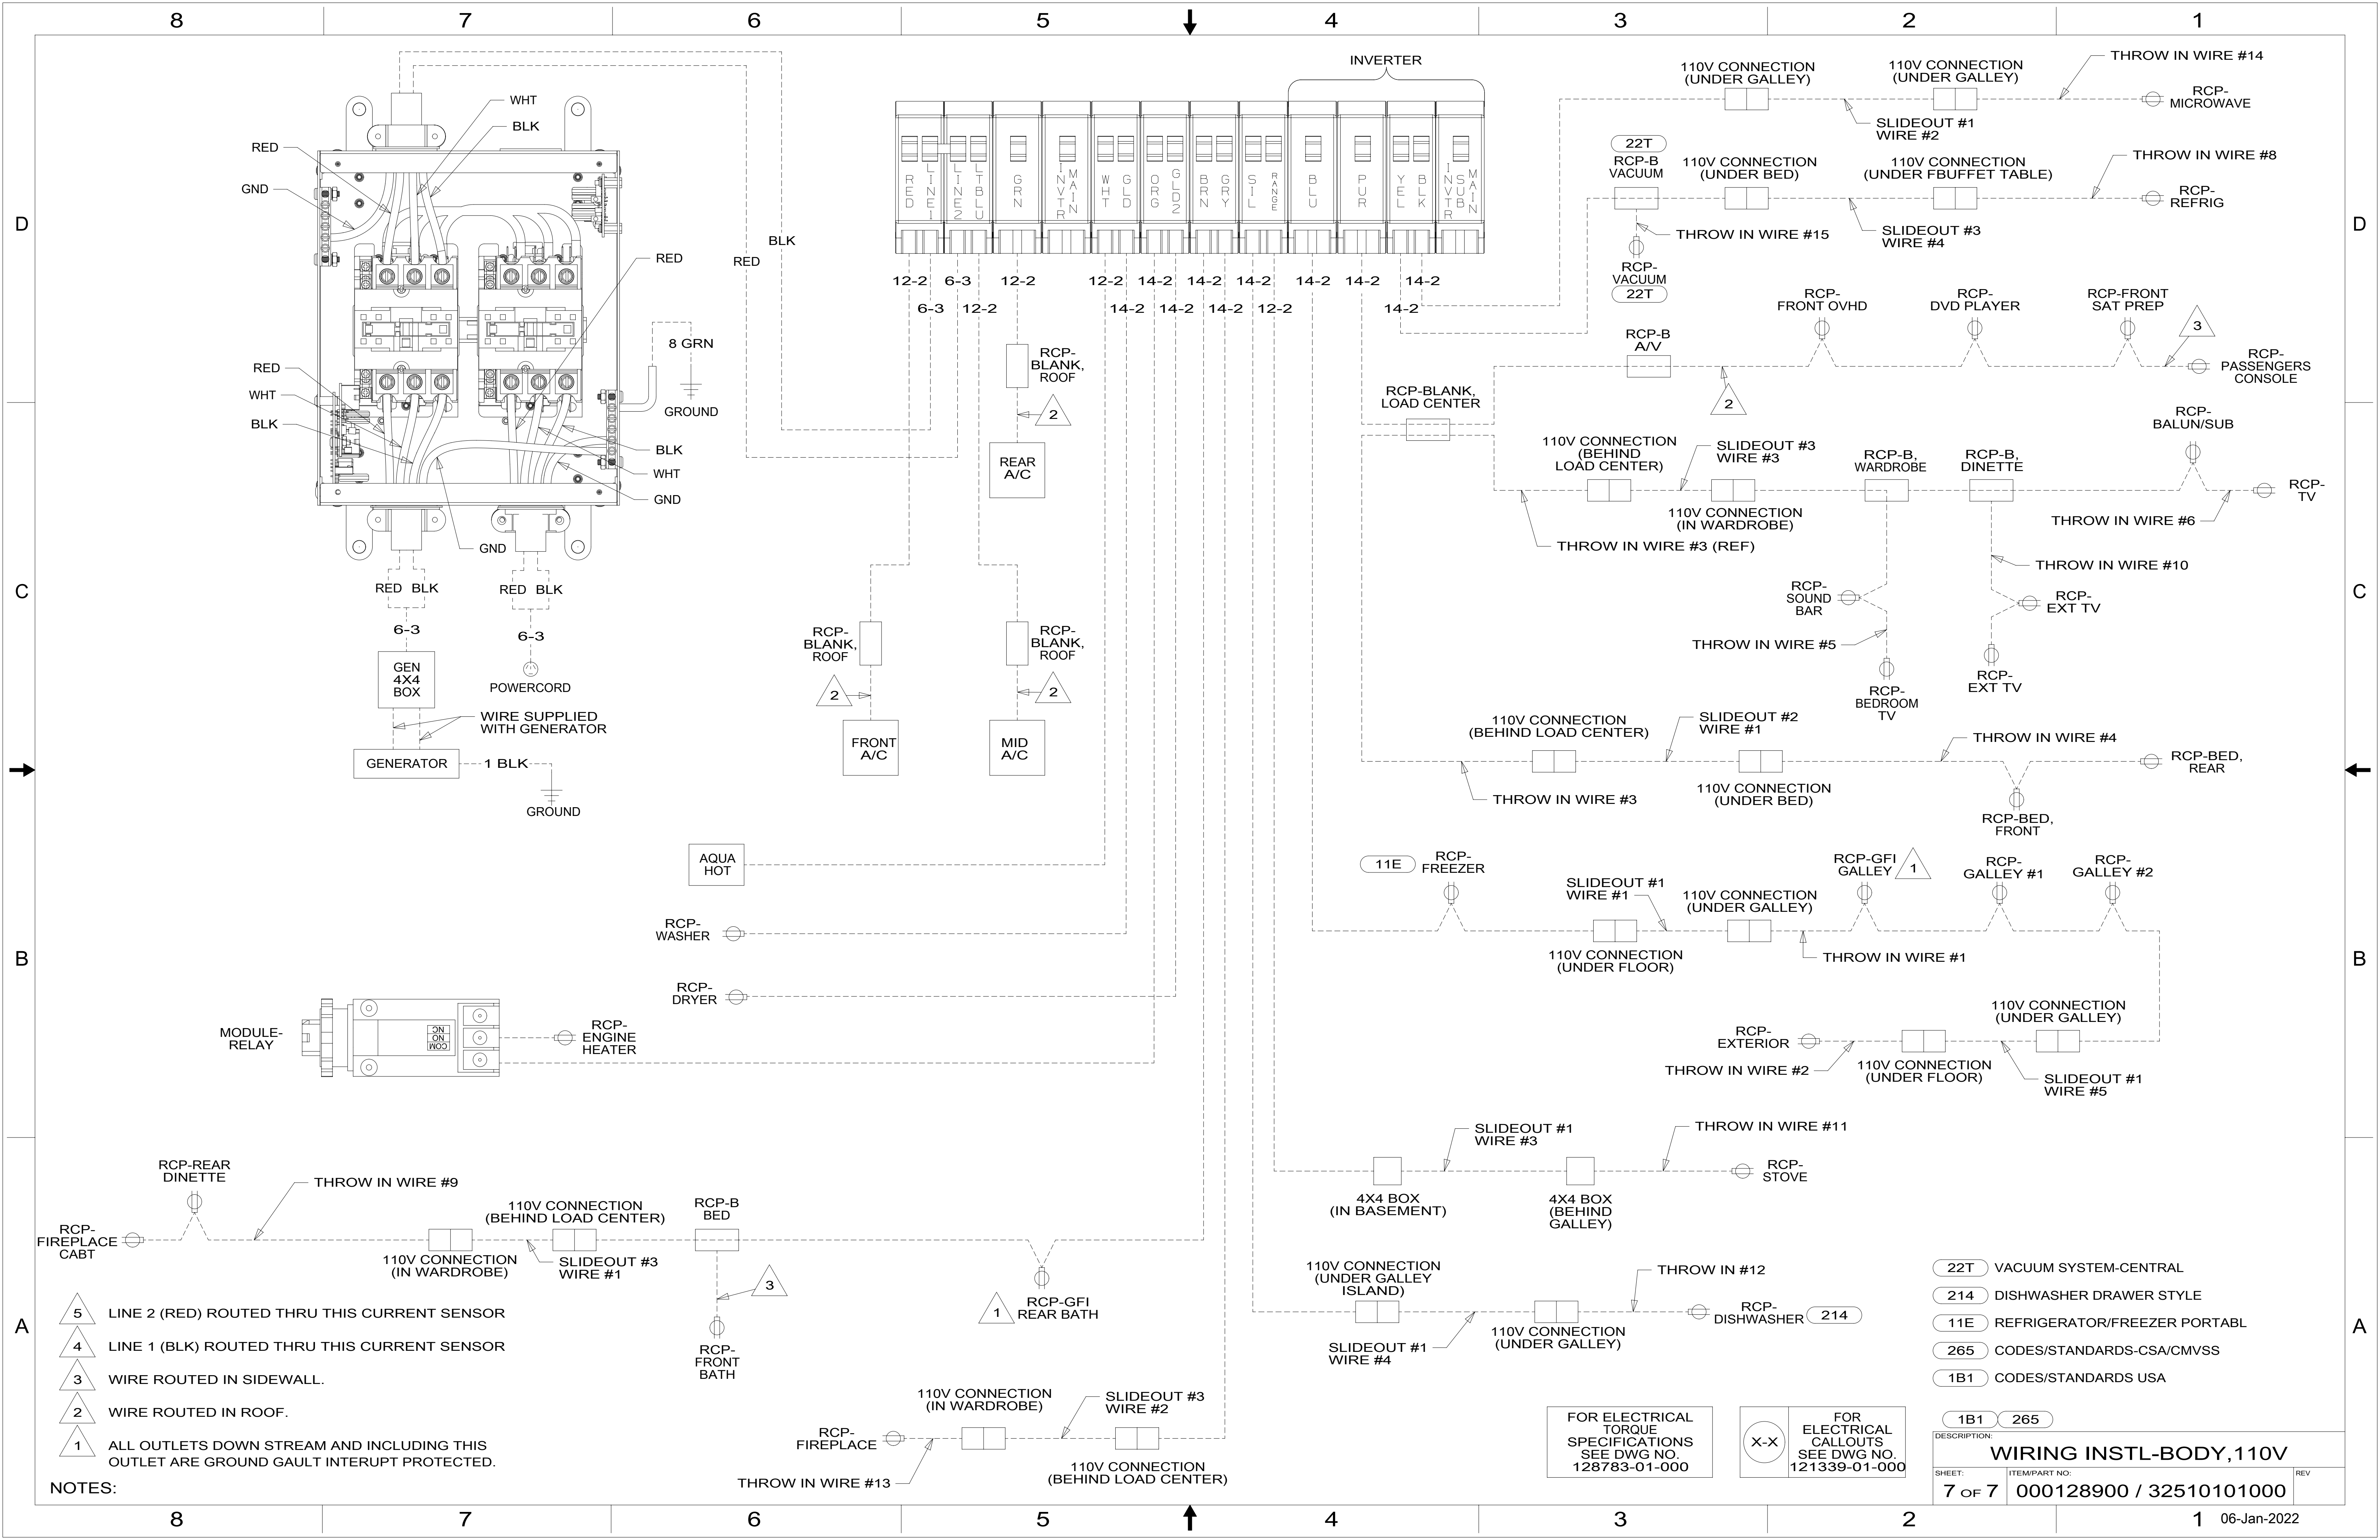 8 7 6 5 4 3 2 1
D
C
B
A
D
C
B
A
WHT
BLK
RED
GND
RED
BLK
RED
8 GRN
GROUND
RED
WHT
BLK
BLK
WHT
GND
GND
RED BLK
RED BLK
6-3
6-3
GEN
4X4
BOX
POWERCORD
WIRE SUPPLIED
WITH GENERATOR
GENERATOR
1 BLK
GROUND
INVERTER
RED
LINE1
LINE2
LTBLU
GRN
INVTR
MAIN
WHT
GLD
ORG
GLD2
BRN
GRY
SIL
RANGE
BLU
PUR
YEL
BLK
INVTR
SUB
MAIN
12-2 6-3 12-2 12-2 14-2 14-2 14-2 14-2 14-2 14-2
6-3 12-2 14-2 14-2 14-2 12-2 14-2
RCP-
BLANK,
ROOF
2
REAR
A/C
RCP-
BLANK,
ROOF
2
FRONT
A/C
RCP-
BLANK,
ROOF
2
MID
A/C
AQUA
HOT
RCP-
WASHER
RCP-
DRYER
MODULE-
RELAY
NC
NO
COM
RCP-
ENGINE
HEATER
110V CONNECTION
(UNDER GALLEY)
SLIDEOUT #1
WIRE #2
110V CONNECTION
(UNDER GALLEY)
THROW IN WIRE #14
RCP-
MICROWAVE
22T
RCP-B
VACUUM
THROW IN WIRE #15
RCP-
VACUUM
22T
110V CONNECTION
(UNDER BED)
SLIDEOUT #3
WIRE #4
110V CONNECTION
(UNDER FBUFFET TABLE)
THROW IN WIRE #8
RCP-
REFRIG
RCP-B
A/V
2
RCP-
FRONT OVHD
RCP-
DVD PLAYER
RCP-FRONT
SAT PREP
3
RCP-
PASSENGERS
CONSOLE
RCP-BLANK,
LOAD CENTER
110V CONNECTION
(BEHIND
LOAD CENTER)
THROW IN WIRE #3 (REF)
SLIDEOUT #3
WIRE #3
110V CONNECTION
(IN WARDROBE)
RCP-B,
WARDROBE
RCP-B,
DINETTE
RCP-
BALUN/SUB
RCP-
TV
THROW IN WIRE #6
THROW IN WIRE #10
RCP-
SOUND
BAR
RCP-
EXT TV
THROW IN WIRE #5
RCP-
BEDROOM
TV
RCP-
EXT TV
110V CONNECTION
(BEHIND LOAD CENTER)
THROW IN WIRE #3
SLIDEOUT #2
WIRE #1
110V CONNECTION
(UNDER BED)
THROW IN WIRE #4
RCP-BED,
REAR
RCP-BED,
FRONT
11E
RCP-
FREEZER
110V CONNECTION
(UNDER FLOOR)
SLIDEOUT #1
WIRE #1
110V CONNECTION
(UNDER GALLEY)
THROW IN WIRE #1
RCP-GFI
GALLEY
1
RCP-
GALLEY #1
RCP-
GALLEY #2
110V CONNECTION
(UNDER GALLEY)
RCP-
EXTERIOR
THROW IN WIRE #2
110V CONNECTION
(UNDER FLOOR)
SLIDEOUT #1
WIRE #5
SLIDEOUT #1
WIRE #3
THROW IN WIRE #11
RCP-
STOVE
4X4 BOX
(IN BASEMENT)
4X4 BOX
(BEHIND
GALLEY)
110V CONNECTION
(UNDER GALLEY
ISLAND)
SLIDEOUT #1
WIRE #4
110V CONNECTION
(UNDER GALLEY)
THROW IN #12
RCP-
DISHWASHER
214
RCP-REAR
DINETTE
RCP-
FIREPLACE
CABT
THROW IN WIRE #9
110V CONNECTION
(IN WARDROBE)
110V CONNECTION
(BEHIND LOAD CENTER)
SLIDEOUT #3
WIRE #1
RCP-B
BED
3
RCP-
FRONT
BATH
1
RCP-GFI
REAR BATH
110V CONNECTION
(IN WARDROBE)
SLIDEOUT #3
WIRE #2
RCP-
FIREPLACE
THROW IN WIRE #13
110V CONNECTION
(BEHIND LOAD CENTER)
5 LINE 2 (RED) ROUTED THRU THIS CURRENT SENSOR
4 LINE 1 (BLK) ROUTED THRU THIS CURRENT SENSOR
3 WIRE ROUTED IN SIDEWALL.
2 WIRE ROUTED IN ROOF.
1 ALL OUTLETS DOWN STREAM AND INCLUDING THIS
OUTLET ARE GROUND GAULT INTERUPT PROTECTED.
NOTES:
22T VACUUM SYSTEM-CENTRAL
214 DISHWASHER DRAWER STYLE
11E REFRIGERATOR/FREEZER PORTABL
265 CODES/STANDARDS-CSA/CMVSS
1B1 CODES/STANDARDS USA
FOR ELECTRICAL
TORQUE
SPECIFICATIONS
SEE DWG NO.
128783-01-000
X-X
FOR
ELECTRICAL
CALLOUTS
SEE DWG NO.
121339-01-000
1B1 265
DESCRIPTION:
WIRING INSTL-BODY,110V
SHEET:
7 OF 7
ITEM/PART NO:
000128900 / 32510101000
REV
8 7 6 5 4 3 2 1
06-Jan-2022